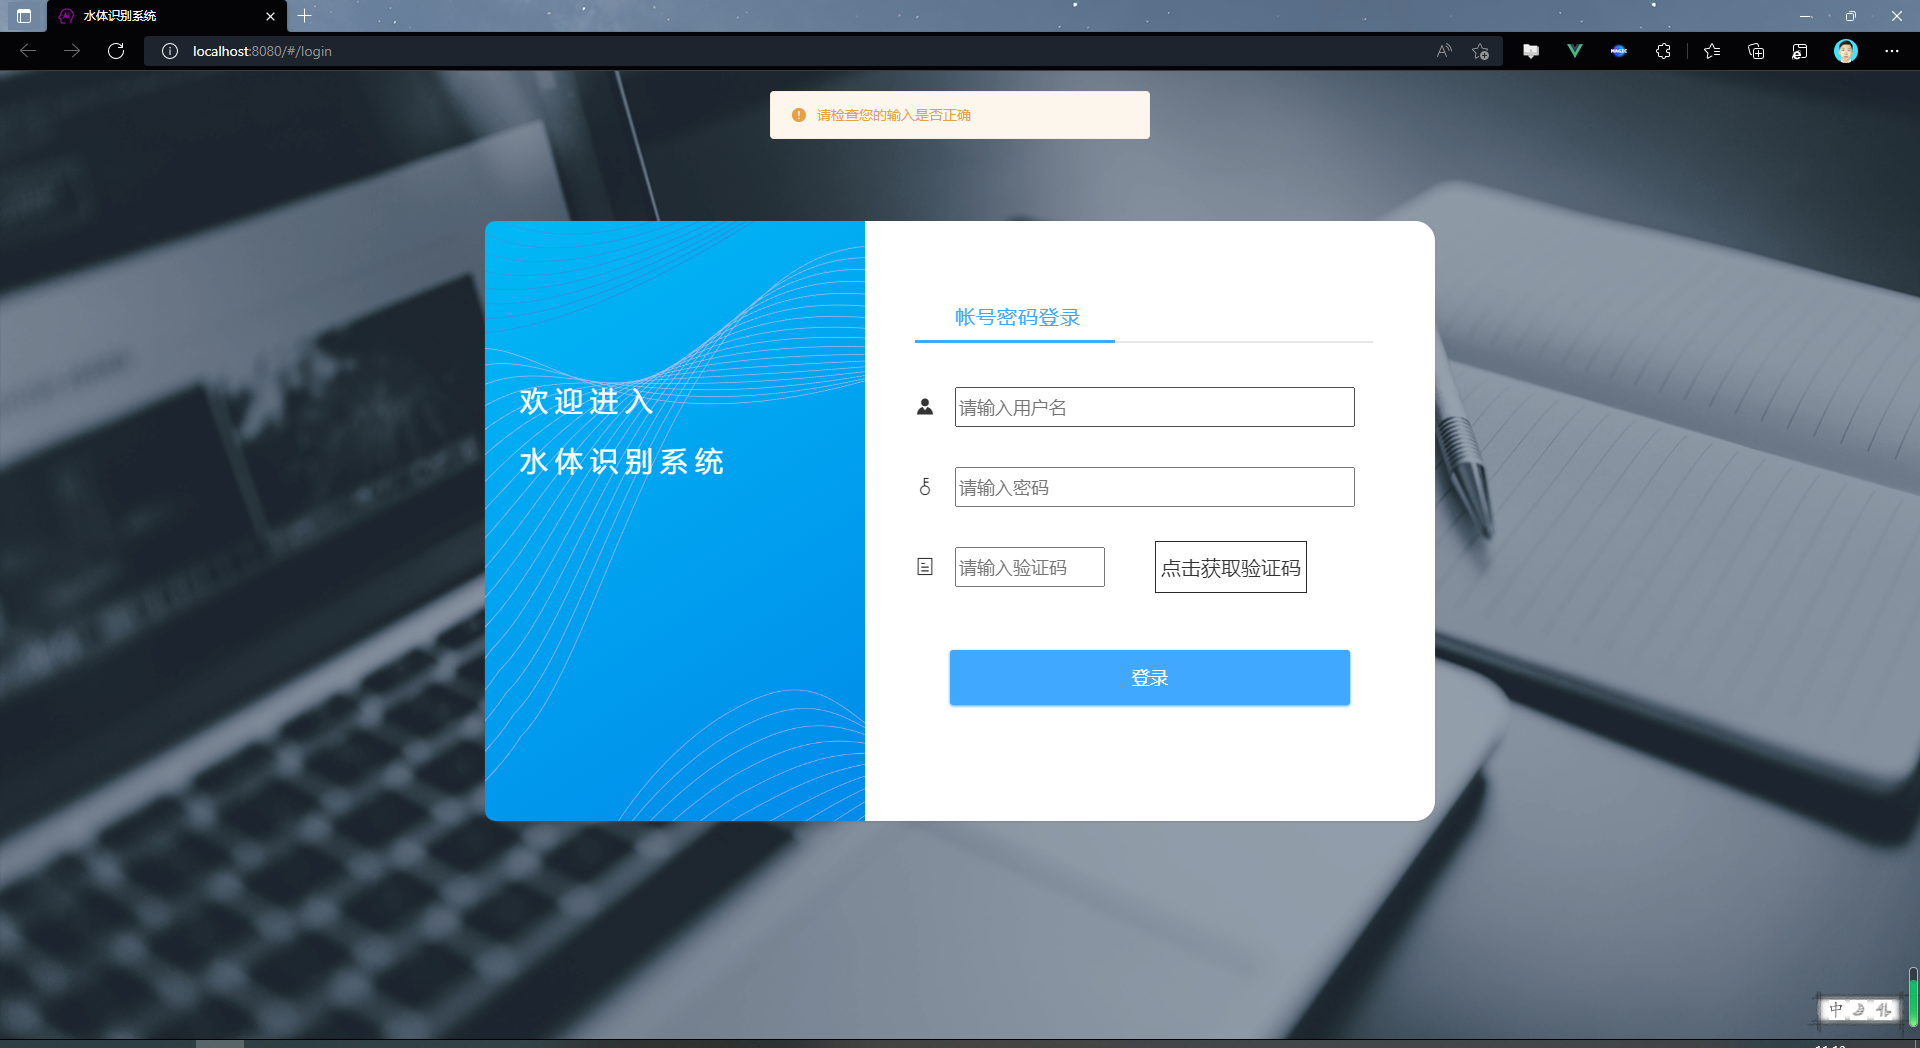 水体识别系统
localhost:8080/#/login
请检查您的输入是否正确
欢迎进入
水体识别系统
帐号密码登录
请输入用户名
请输入密码
请输入验证码
点击获取验证码
登录
中